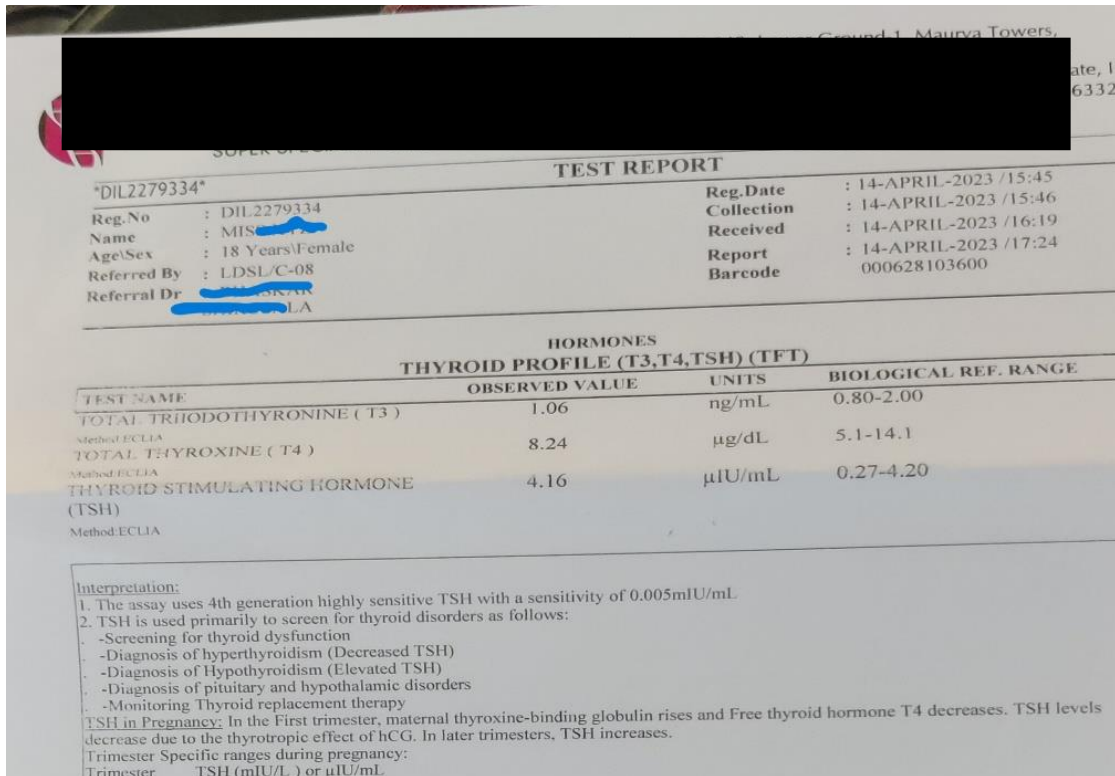 Ground-1, Maurya Towers,
ate, I
6332
TEST REPORT
*DIL2279334*
Reg.No : DIL2279334
Name : MIS
Age\Sex : 18 Years\Female
Referred By : LDSL/C-08
Referral Dr :
LA
Reg.Date : 14-APRIL-2023 /15:45
Collection : 14-APRIL-2023 /15:46
Received : 14-APRIL-2023 /16:19
Report : 14-APRIL-2023 /17:24
Barcode 000628103600
HORMONES
THYROID PROFILE (T3,T4,TSH) (TFT)
TEST NAME OBSERVED VALUE UNITS BIOLOGICAL REF. RANGE
TOTAL TRIIODOTHYRONINE ( T3 ) 1.06 ng/mL 0.80-2.00
Method:ECLIA
TOTAL THYROXINE ( T4 ) 8.24 µg/dL 5.1-14.1
Method:ECLIA
THYROID STIMULATING HORMONE 4.16 µIU/mL 0.27-4.20
(TSH)
Method:ECLIA
Interpretation:
1. The assay uses 4th generation highly sensitive TSH with a sensitivity of 0.005mIU/mL
2. TSH is used primarily to screen for thyroid disorders as follows:
. -Screening for thyroid dysfunction
. -Diagnosis of hyperthyroidism (Decreased TSH)
. -Diagnosis of Hypothyroidism (Elevated TSH)
. -Diagnosis of pituitary and hypothalamic disorders
. -Monitoring Thyroid replacement therapy
TSH in Pregnancy: In the First trimester, maternal thyroxine-binding globulin rises and Free thyroid hormone T4 decreases. TSH levels
decrease due to the thyrotropic effect of hCG. In later trimesters, TSH increases.
Trimester Specific ranges during pregnancy:
Trimester TSH (mIU/L ) or µIU/mL